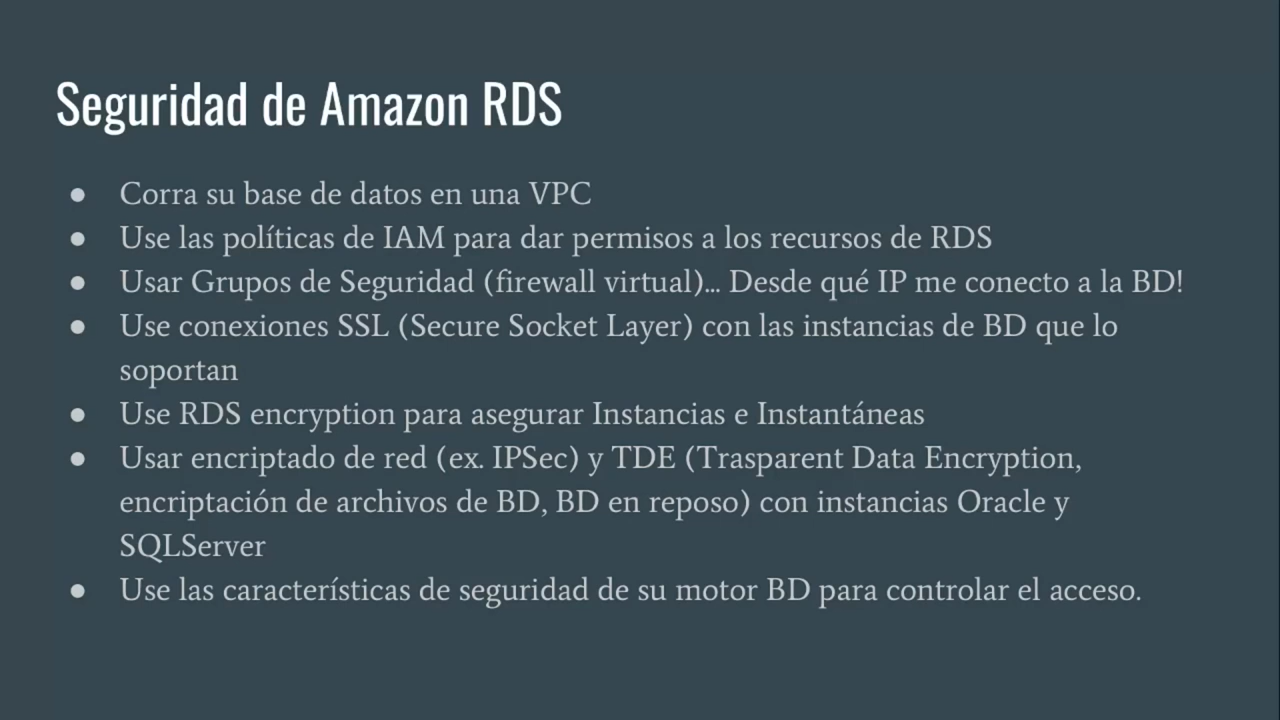 Seguridad de Amazon RDS
● Corra su base de datos en una VPC
● Use las políticas de IAM para dar permisos a los recursos de RDS
● Usar Grupos de Seguridad (firewall virtual)... Desde qué IP me conecto a la BD!
● Use conexiones SSL (Secure Socket Layer) con las instancias de BD que lo
soportan
● Use RDS encryption para asegurar Instancias e Instantáneas
● Usar encriptado de red (ex. IPSec) y TDE (Trasparent Data Encryption,
encriptación de archivos de BD, BD en reposo) con instancias Oracle y
SQLServer
● Use las características de seguridad de su motor BD para controlar el acceso.